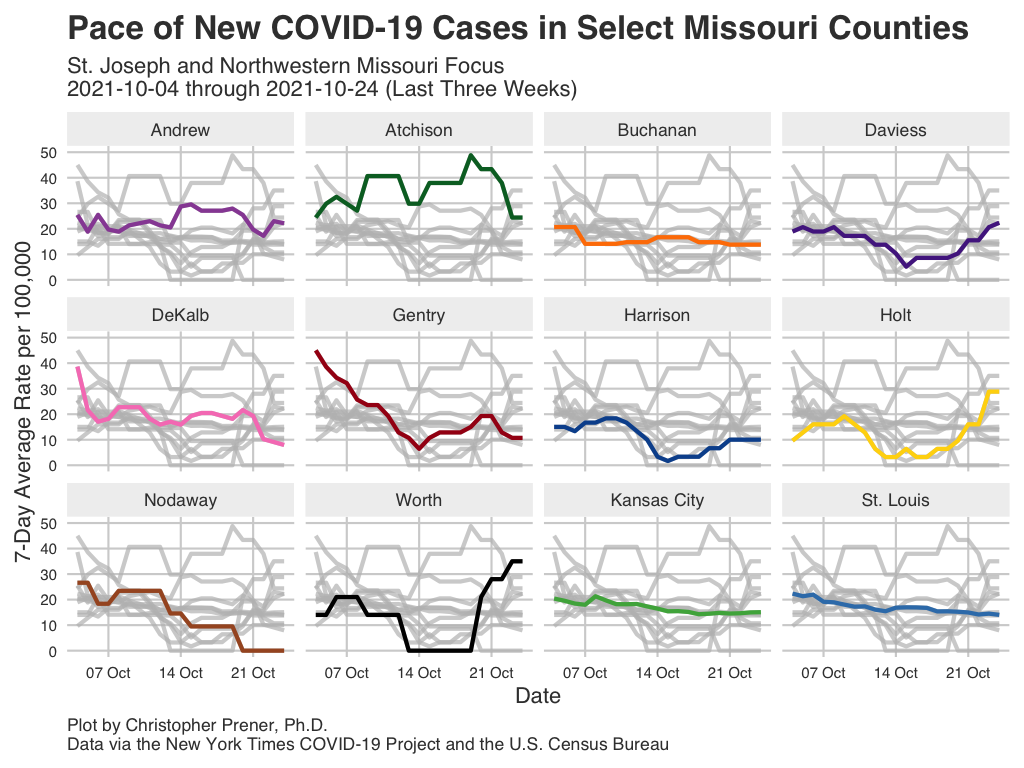 Pace of New COVID-19 Cases in Select Missouri Counties
St. Joseph and Northwestern Missouri Focus
2021-10-04 through 2021-10-24 (Last Three Weeks)
Andrew
Atchison
Buchanan
Daviess
50
40
30
20
10
0
DeKalb
Gentry
Harrison
Holt
50
40
30
20
10
0
Nodaway
Worth
Kansas City
St. Louis
50
40
30
20
10
0
7-Day Average Rate per 100,000
07 Oct 14 Oct 21 Oct
07 Oct 14 Oct 21 Oct
07 Oct 14 Oct 21 Oct
07 Oct 14 Oct 21 Oct
Date
Plot by Christopher Prener, Ph.D.
Data via the New York Times COVID-19 Project and the U.S. Census Bureau